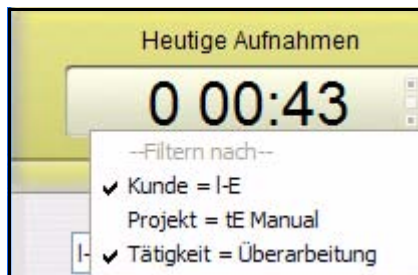 Heutige Aufnahmen
0 00:43
--Filtern nach--
✔ Kunde = l-E
Projekt = tE Manual
l-
✔ Tätigkeit = Überarbeitung